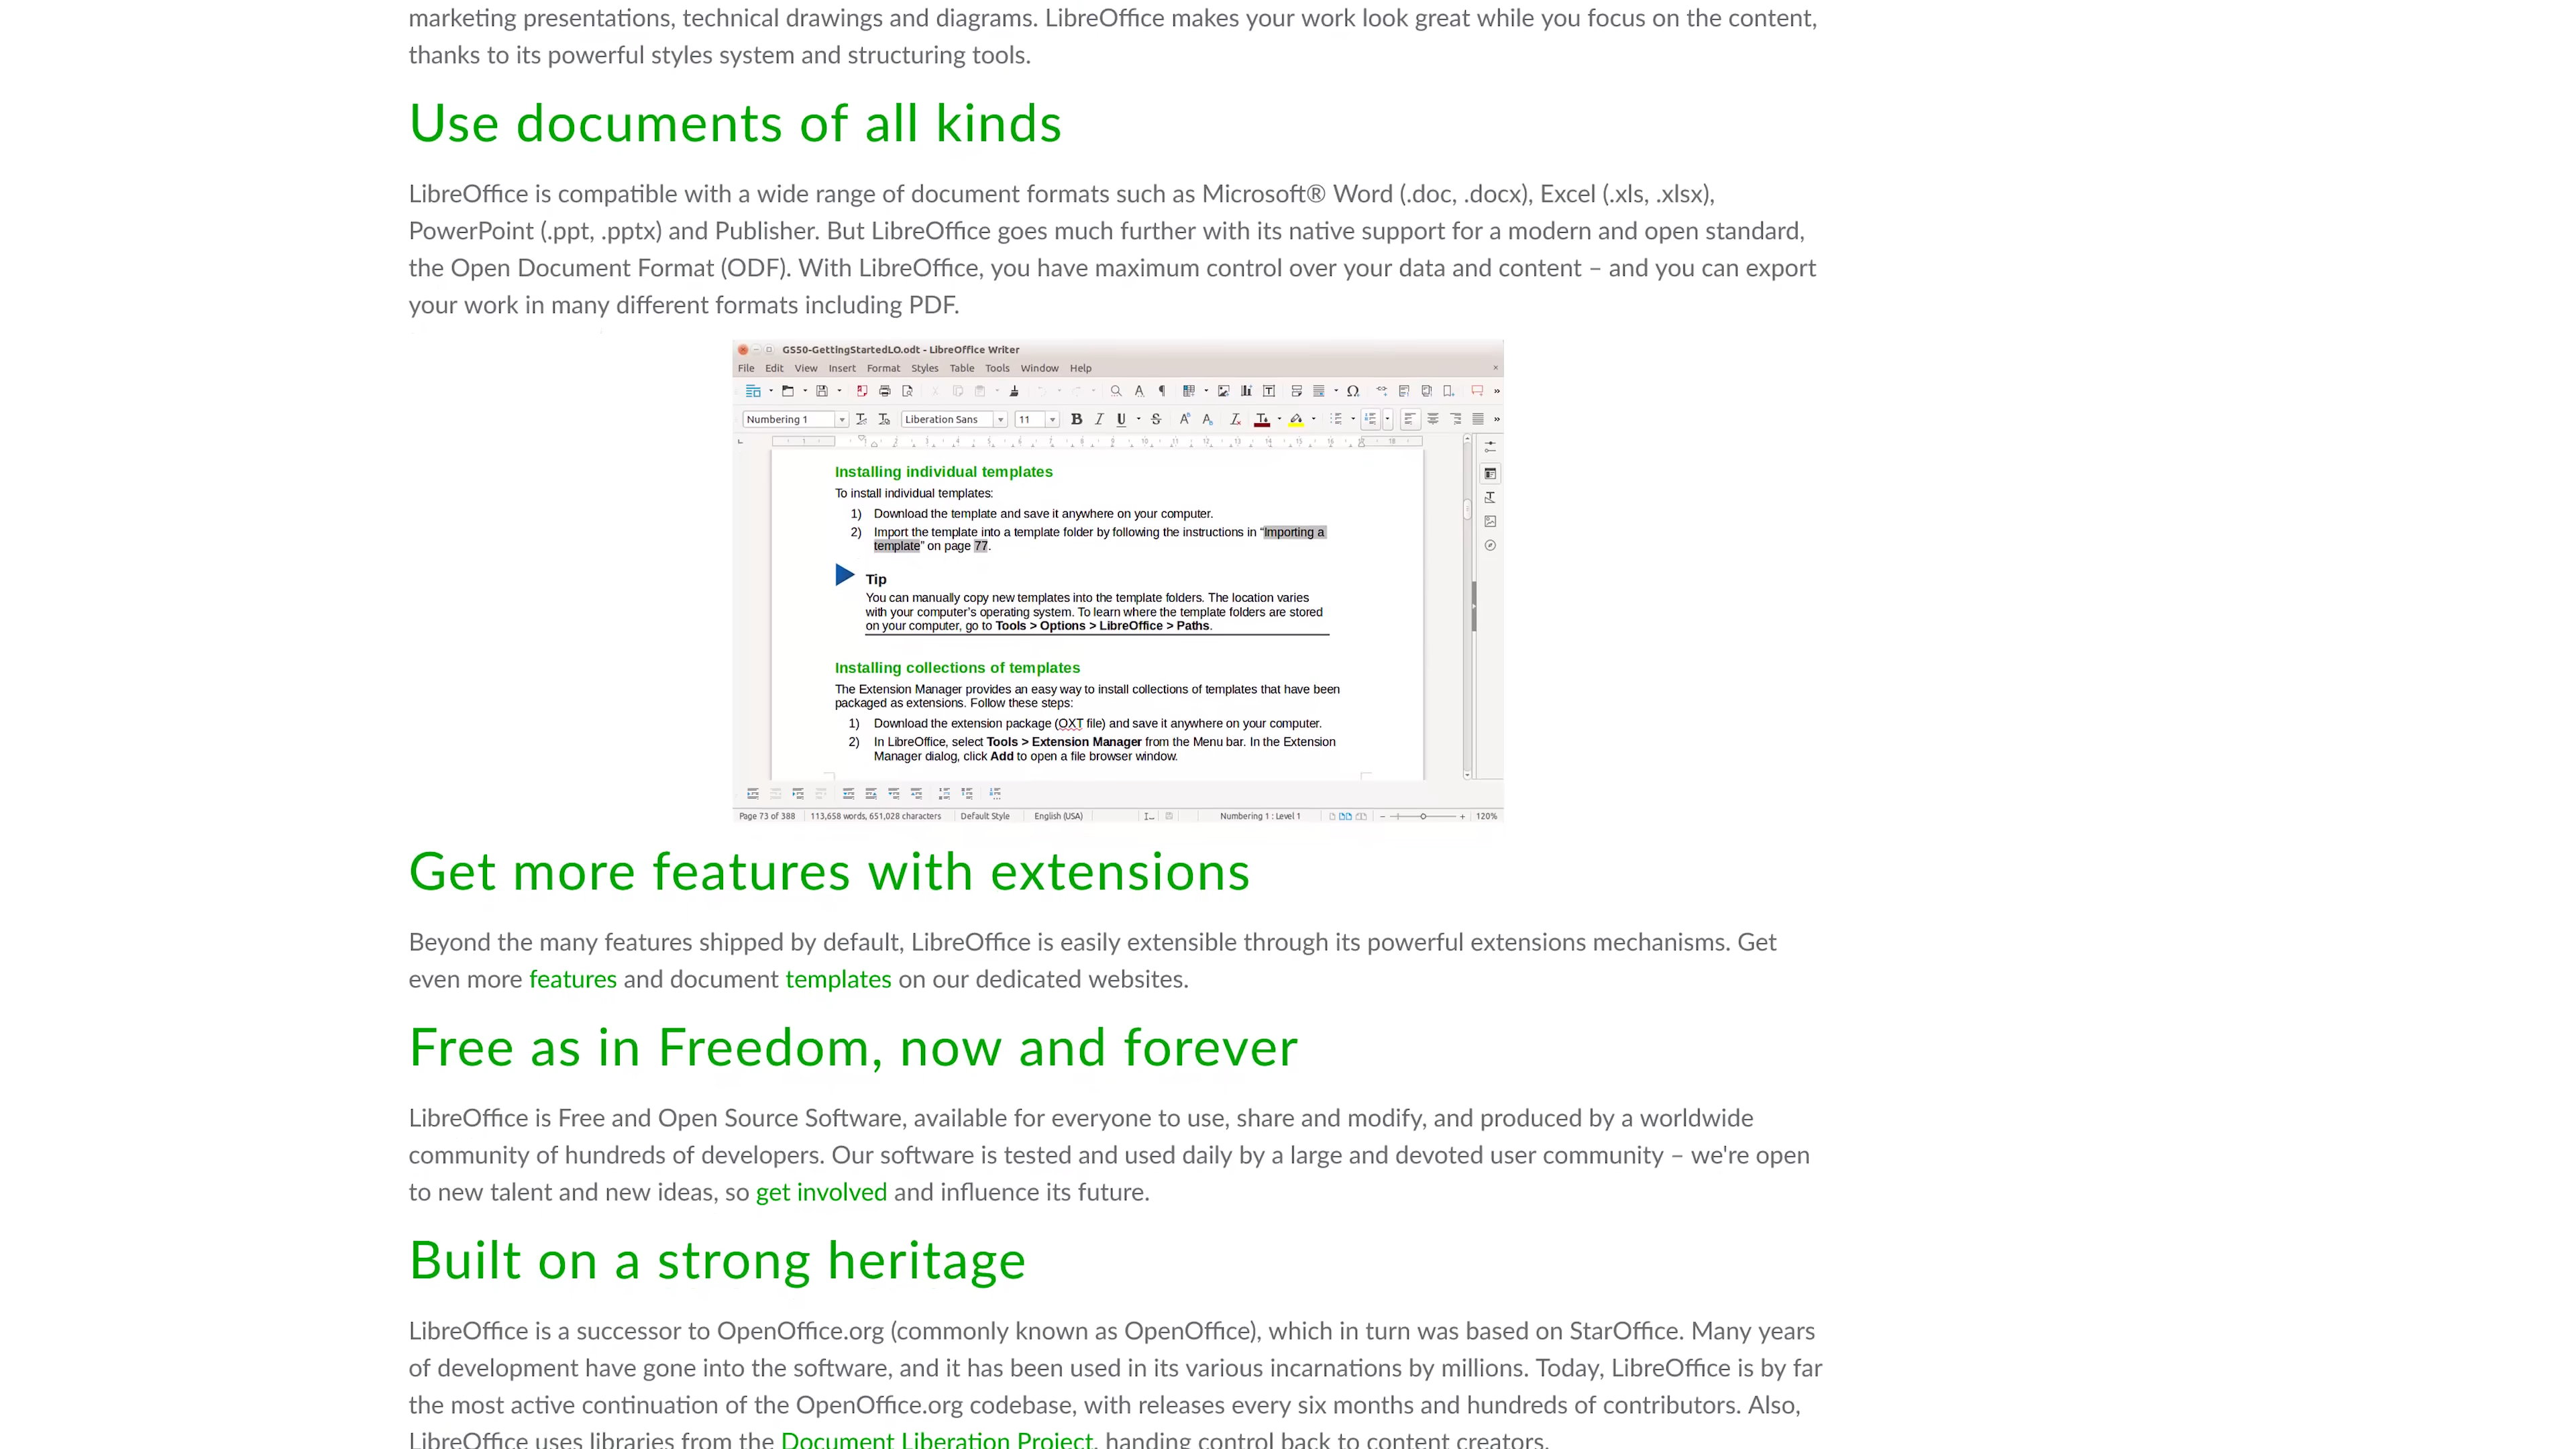 marketing presentations, technical drawings and diagrams. LibreOffice makes your work look great while you focus on the content,
thanks to its powerful styles system and structuring tools.
Use documents of all kinds
LibreOffice is compatible with a wide range of document formats such as Microsoft® Word (.doc, .docx), Excel (.xls, .xlsx),
PowerPoint (.ppt, .pptx) and Publisher. But LibreOffice goes much further with its native support for a modern and open standard,
the Open Document Format (ODF). With LibreOffice, you have maximum control over your data and content – and you can export
your work in many different formats including PDF.
GS50-GettingStartedLO.odt - LibreOffice Writer
File Edit View Insert Format Styles Table Tools Window Help
Numbering 1 Liberation Sans 11
1 1 2 3 4 5 6 7 8 9 10 11 12 13 14 15 16 17 18
Installing individual templates
To install individual templates:
1) Download the template and save it anywhere on your computer.
2) Import the template into a template folder by following the instructions in “Importing a
template” on page 77.
Tip
You can manually copy new templates into the template folders. The location varies
with your computer’s operating system. To learn where the template folders are stored
on your computer, go to Tools > Options > LibreOffice > Paths.
Installing collections of templates
The Extension Manager provides an easy way to install collections of templates that have been
packaged as extensions. Follow these steps:
1) Download the extension package (OXT file) and save it anywhere on your computer.
2) In LibreOffice, select Tools > Extension Manager from the Menu bar. In the Extension
Manager dialog, click Add to open a file browser window.
Page 73 of 388 113,658 words, 651,028 characters Default Style English (USA) Numbering 1 : Level 1 120%
Get more features with extensions
Beyond the many features shipped by default, LibreOffice is easily extensible through its powerful extensions mechanisms. Get
even more features and document templates on our dedicated websites.
Free as in Freedom, now and forever
LibreOffice is Free and Open Source Software, available for everyone to use, share and modify, and produced by a worldwide
community of hundreds of developers. Our software is tested and used daily by a large and devoted user community – we're open
to new talent and new ideas, so get involved and influence its future.
Built on a strong heritage
LibreOffice is a successor to OpenOffice.org (commonly known as OpenOffice), which in turn was based on StarOffice. Many years
of development have gone into the software, and it has been used in its various incarnations by millions. Today, LibreOffice is by far
the most active continuation of the OpenOffice.org codebase, with releases every six months and hundreds of contributors. Also,
LibreOffice uses libraries from the Document Liberation Project, handing control back to content creators.